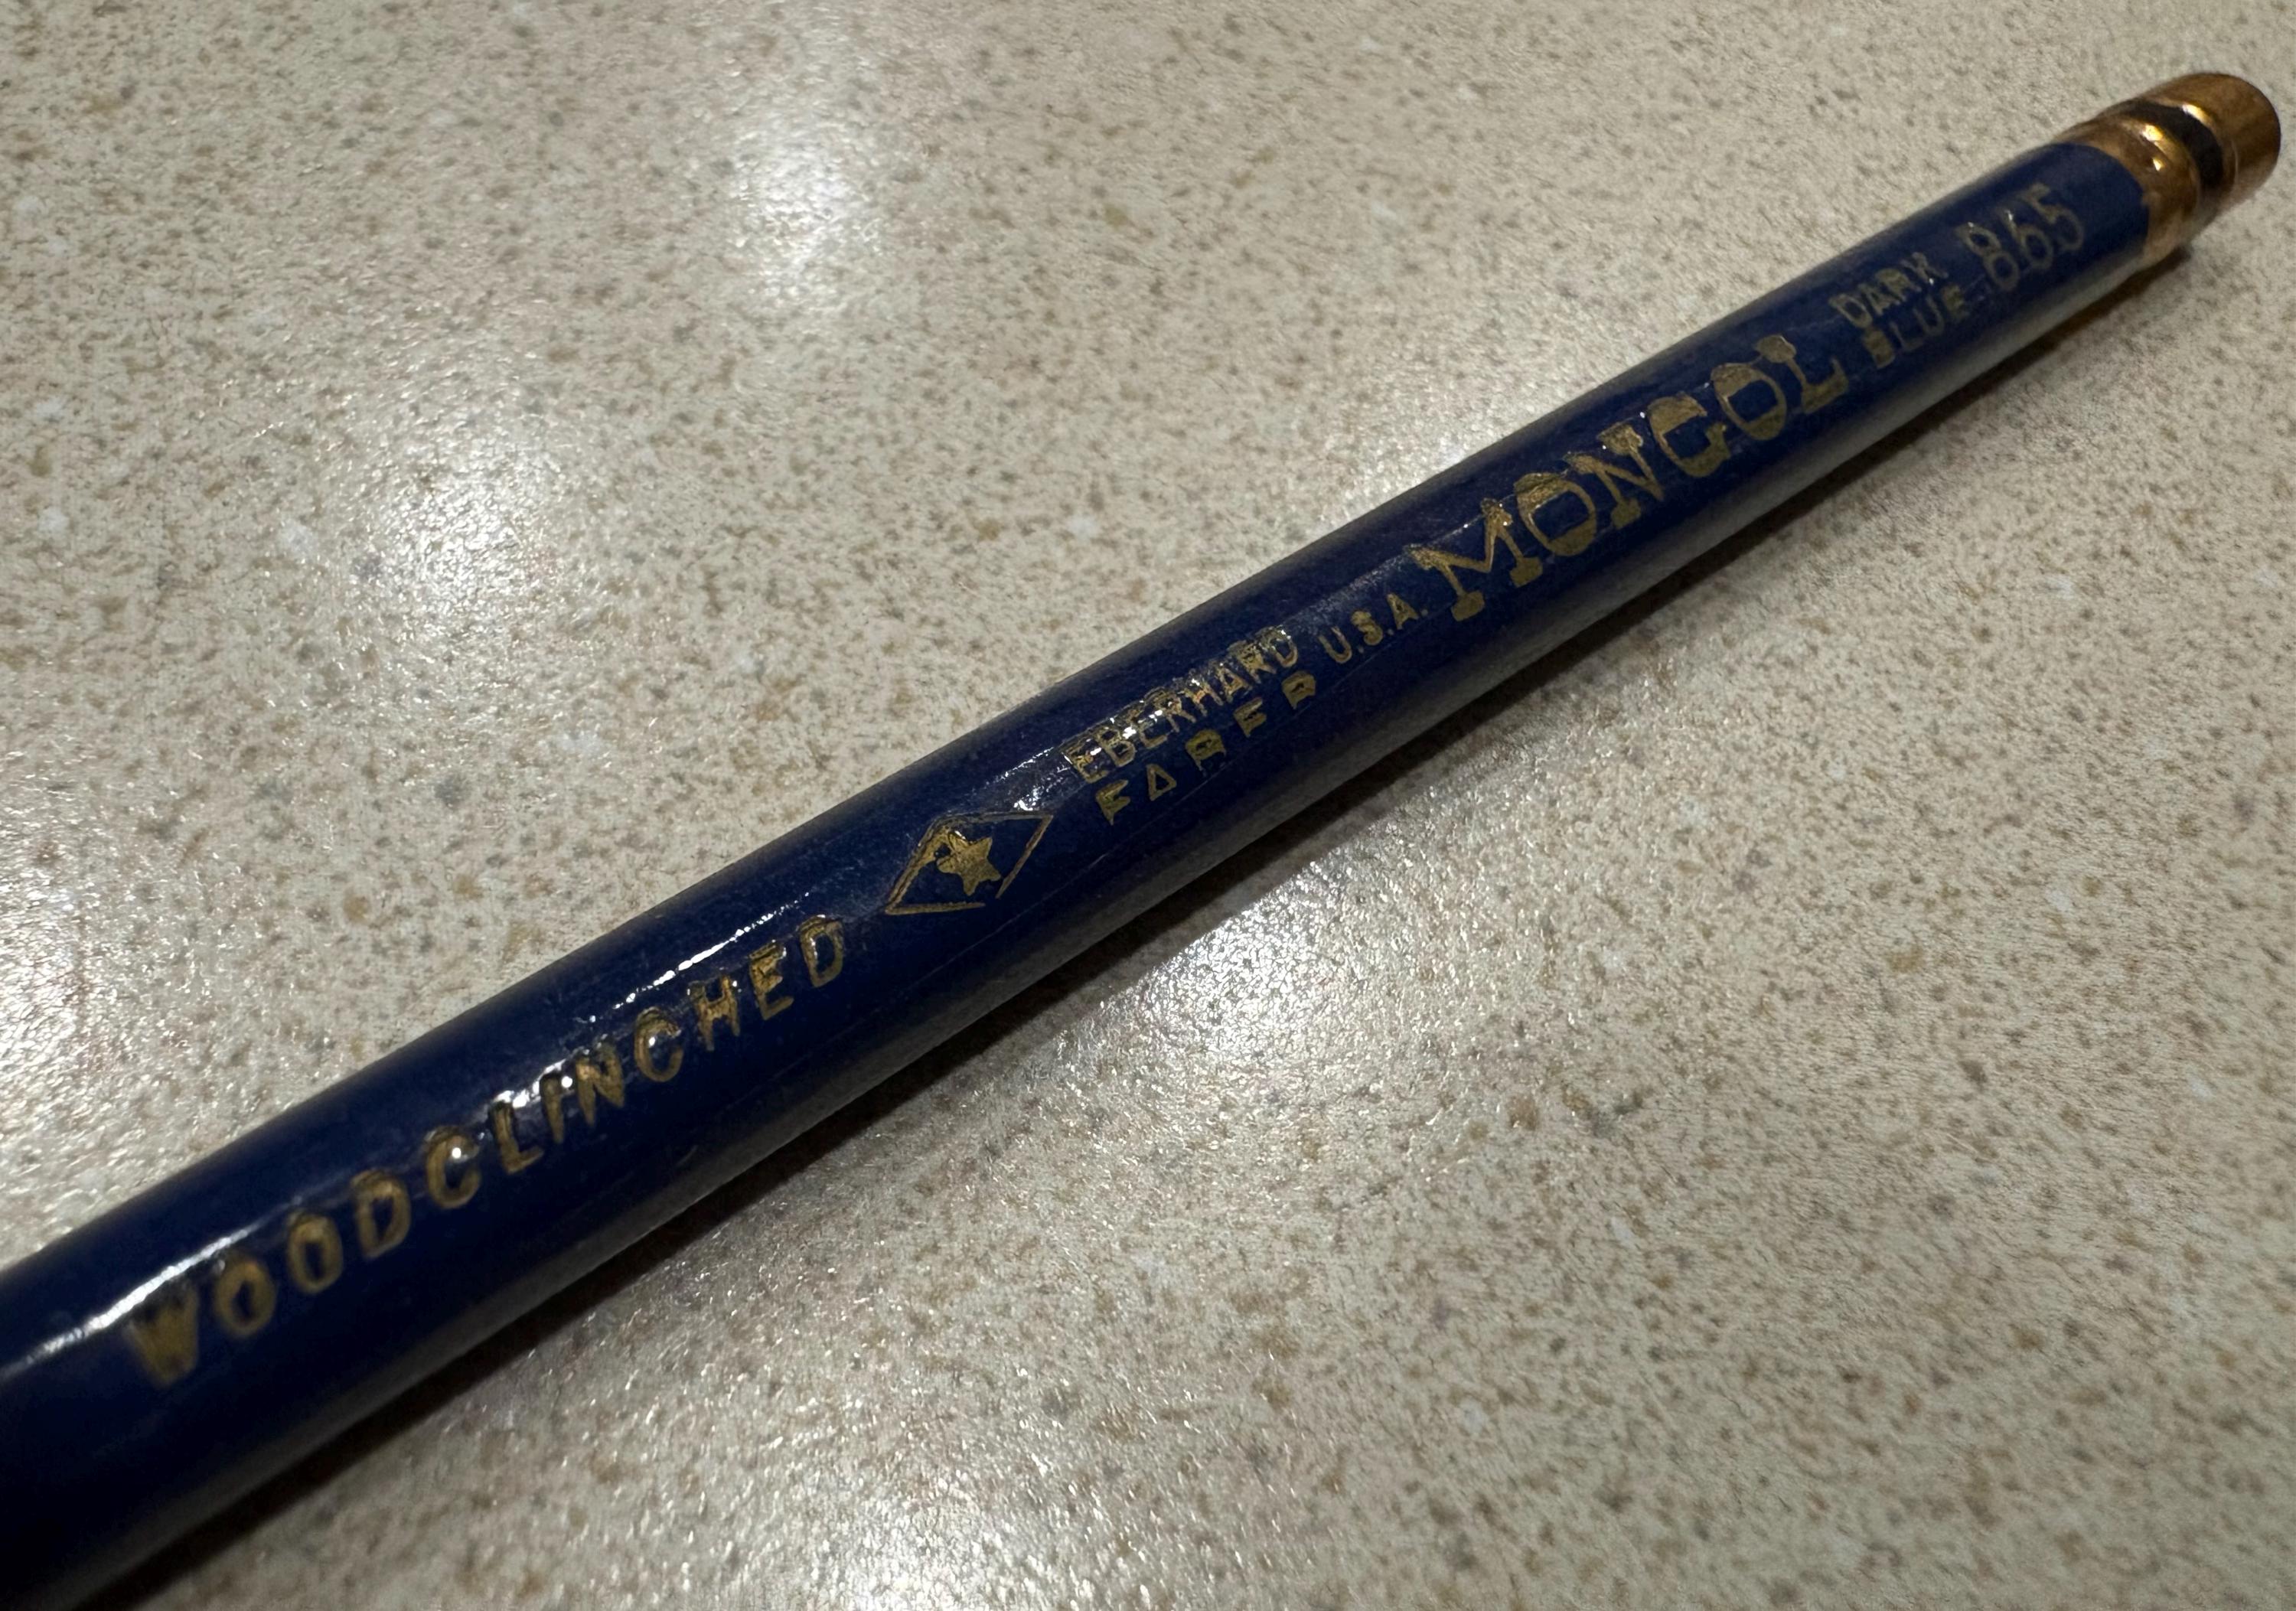 WOODCLINCHED
EBERHARD
FABER
U.S.A.
MONGOL
DARK
BLUE
865